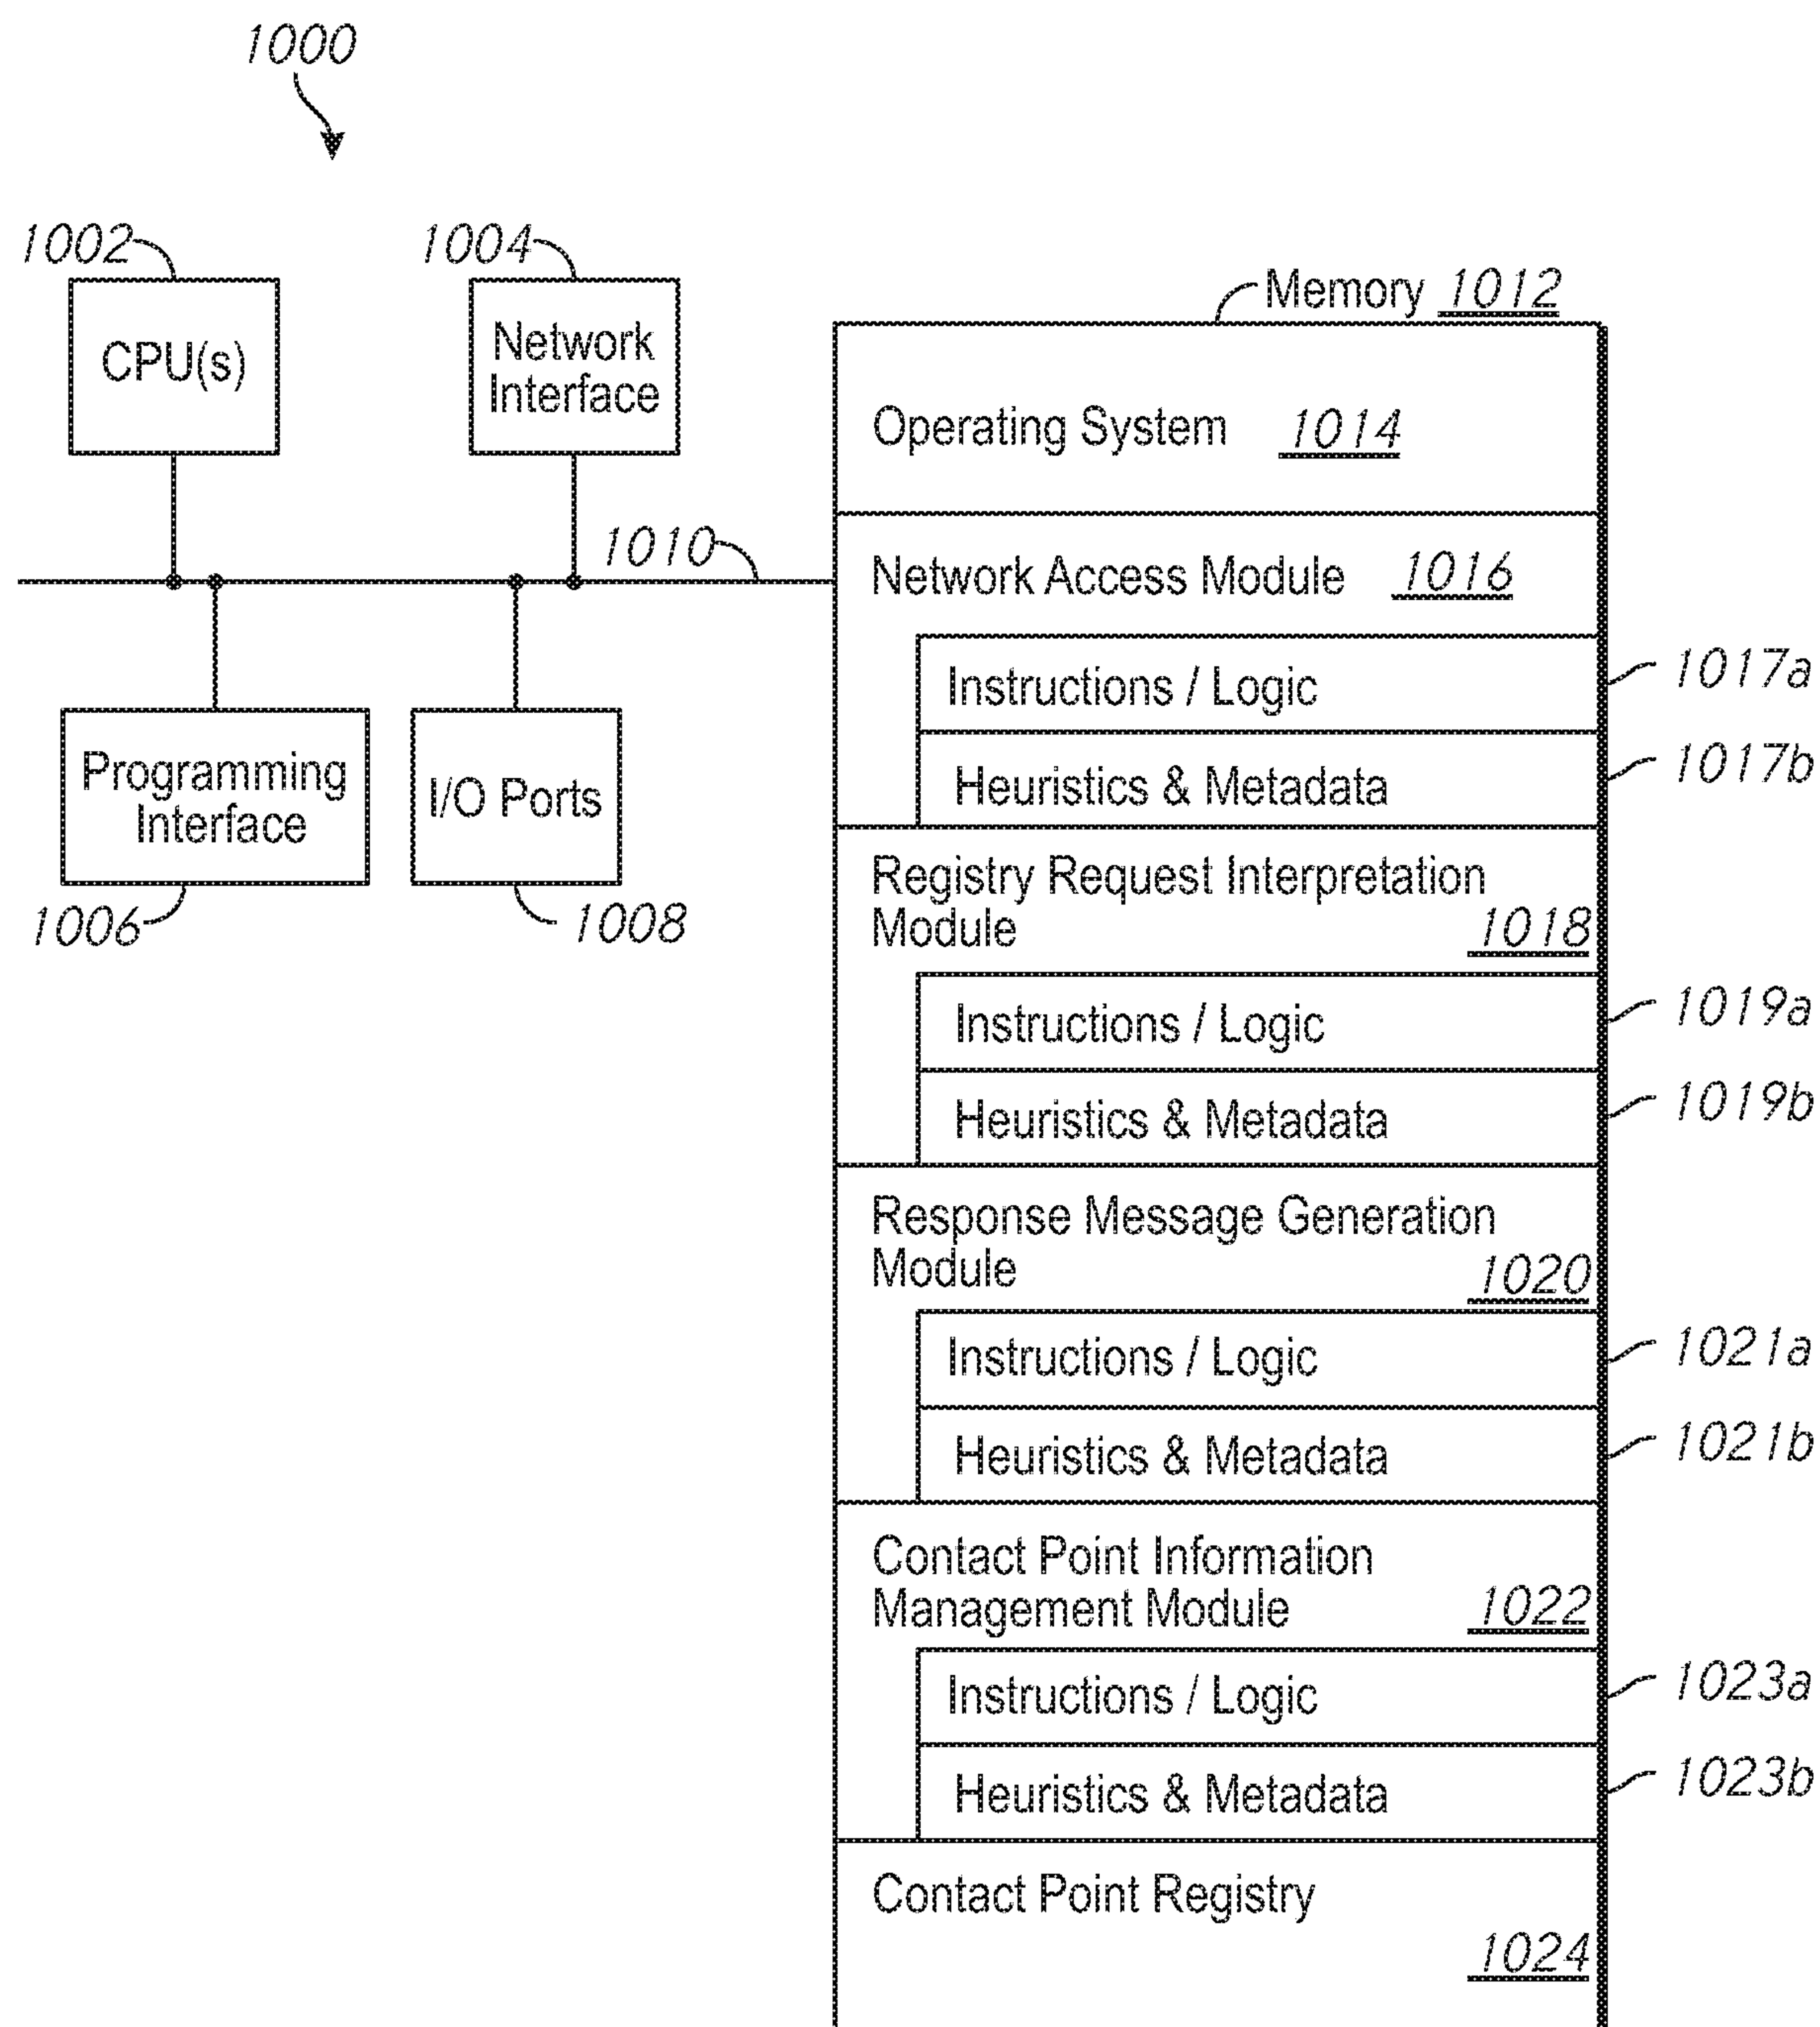 1000
1002
1004
CPU(s)
Network
Interface
1010
Programming
Interface
I/O Ports
1006
1008
Memory 1012
Operating System 1014
Network Access Module 1016
Instructions / Logic
1017a
Heuristics & Metadata
1017b
Registry Request Interpretation
Module 1018
Instructions / Logic
1019a
Heuristics & Metadata
1019b
Response Message Generation
Module 1020
Instructions / Logic
1021a
Heuristics & Metadata
1021b
Contact Point Information
Management Module 1022
Instructions / Logic
1023a
Heuristics & Metadata
1023b
Contact Point Registry
1024